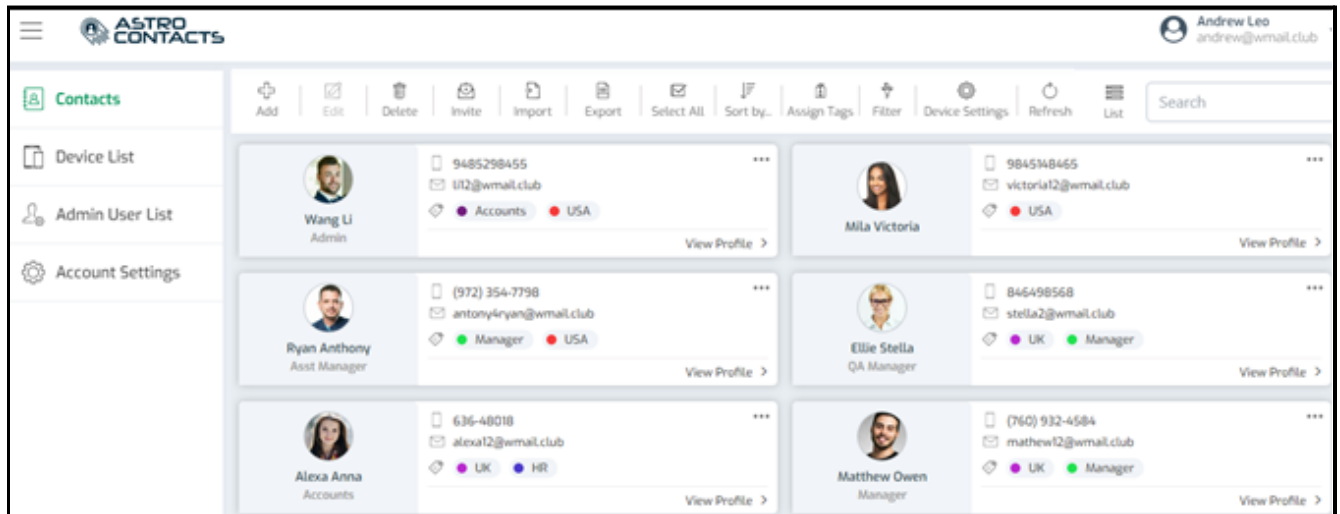 ASTRO
CONTACTS
Andrew Leo
andrew@wmail.club
Contacts
Device List
Admin User List
Account Settings
Add Edit Delete Invite Import Export Select All Sort by... Assign Tags Filter Device Settings Refresh List Search
Wang Li
Admin
9485298455
li12@wmail.club
Accounts USA
View Profile >
Mila Victoria
9845148465
victoria12@wmail.club
USA
View Profile >
Ryan Anthony
Asst Manager
(972) 354-7798
antony4ryan@wmail.club
Manager USA
View Profile >
Ellie Stella
QA Manager
846498568
stella2@wmail.club
UK Manager
View Profile >
Alexa Anna
Accounts
636-48018
alexa12@wmail.club
UK HR
View Profile >
Matthew Owen
Manager
(760) 932-4584
mathew12@wmail.club
UK Manager
View Profile >